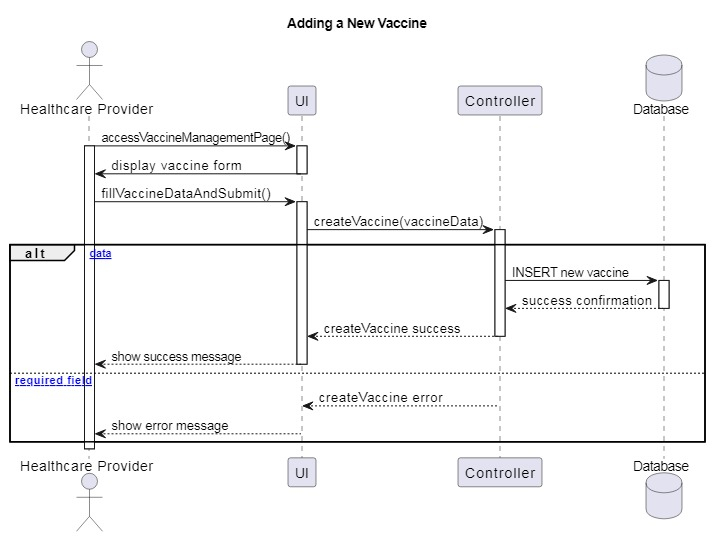 Adding a New Vaccine
Healthcare Provider
UI
Controller
Database
accessVaccineManagementPage()
display vaccine form
fillVaccineDataAndSubmit()
createVaccine(vaccineData)
alt
data
INSERT new vaccine
success confirmation
createVaccine success
show success message
required field
createVaccine error
show error message
Healthcare Provider
UI
Controller
Database